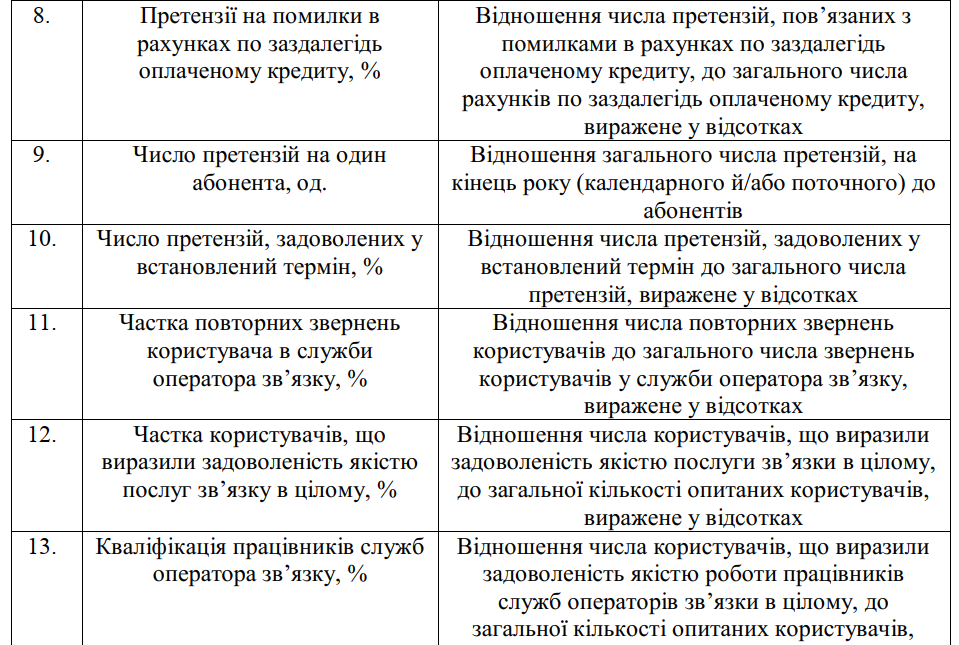 8.
Претензії на помилки в
рахунках по заздалегідь
оплаченому кредиту, %
Відношення числа претензій, пов’язаних з
помилками в рахунках по заздалегідь
оплаченому кредиту, до загального числа
рахунків по заздалегідь оплаченому кредиту,
виражене у відсотках
9.
Число претензій на один
абонента, од.
Відношення загального числа претензій, на
кінець року (календарного й/або поточного) до
абонентів
10.
Число претензій, задоволених у
встановлений термін, %
Відношення числа претензій, задоволених у
встановлений термін до загального числа
претензій, виражене у відсотках
11.
Частка повторних звернень
користувача в служби
оператора зв’язку, %
Відношення числа повторних звернень
користувачів до загального числа звернень
користувачів у служби оператора зв’язку,
виражене у відсотках
12.
Частка користувачів, що
виразили задоволеність якістю
послуг зв’язку в цілому, %
Відношення числа користувачів, що виразили
задоволеність якістю послуги зв’язки в цілому,
до загальної кількості опитаних користувачів,
виражене у відсотках
13.
Кваліфікація працівників служб
оператора зв’язку, %
Відношення числа користувачів, що виразили
задоволеність якістю роботи працівників
служб операторів зв’язки в цілому, до
загальної кількості опитаних користувачів,